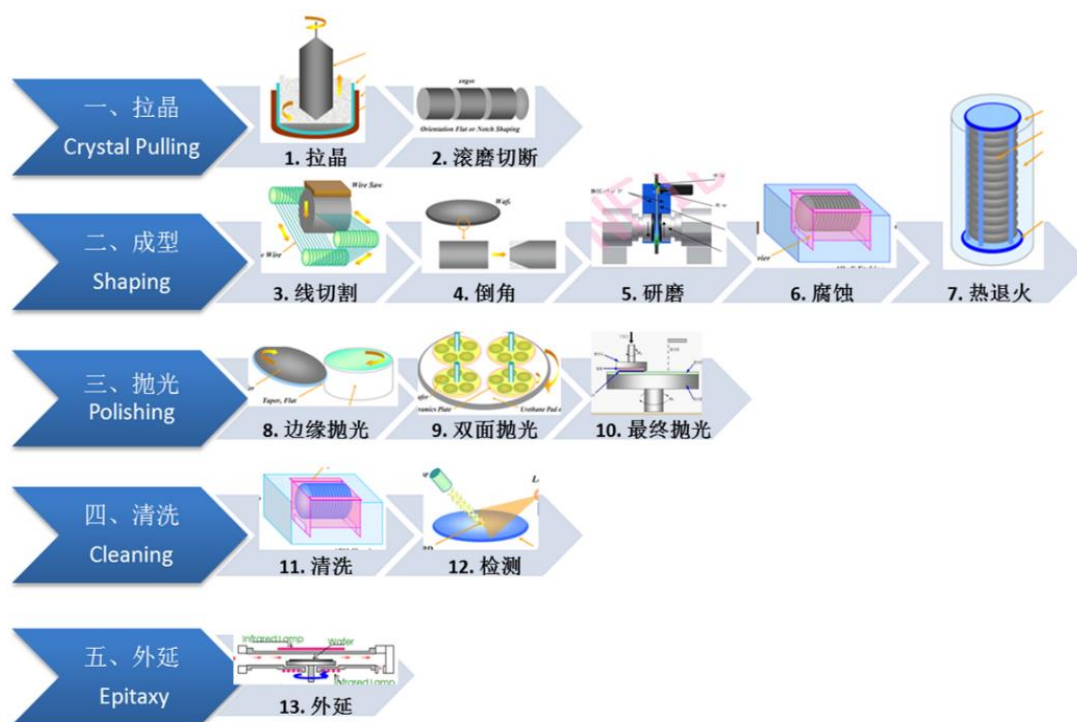 一、拉晶
Crystal Pulling
1. 拉晶
ingot
Orientation Flat or Notch Shaping
2. 滚磨切断
二、成型
Shaping
Wire Saw
Wire
3. 线切割
4. 倒角
5. 研磨
6. 腐蚀
7. 热退火
三、抛光
Polishing
Taper, Flat
8. 边缘抛光
Urethane Pad
9. 双面抛光
10. 最终抛光
四、清洗
Cleaning
11. 清洗
12. 检测
五、外延
Epitaxy
Infrared Lamp
Wafer
Infrared Lamp
13. 外延